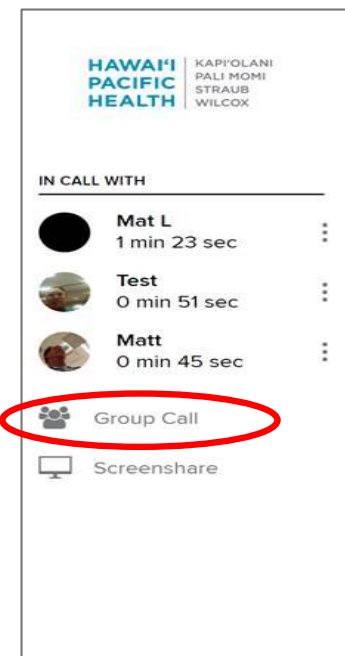 HAWAI'I
PACIFIC
HEALTH
KAPI'OLANI
PALI MOMI
STRAUB
WILCOX
IN CALL WITH
Mat L
1 min 23 sec
Test
0 min 51 sec
Matt
0 min 45 sec
Group Call
Screenshare